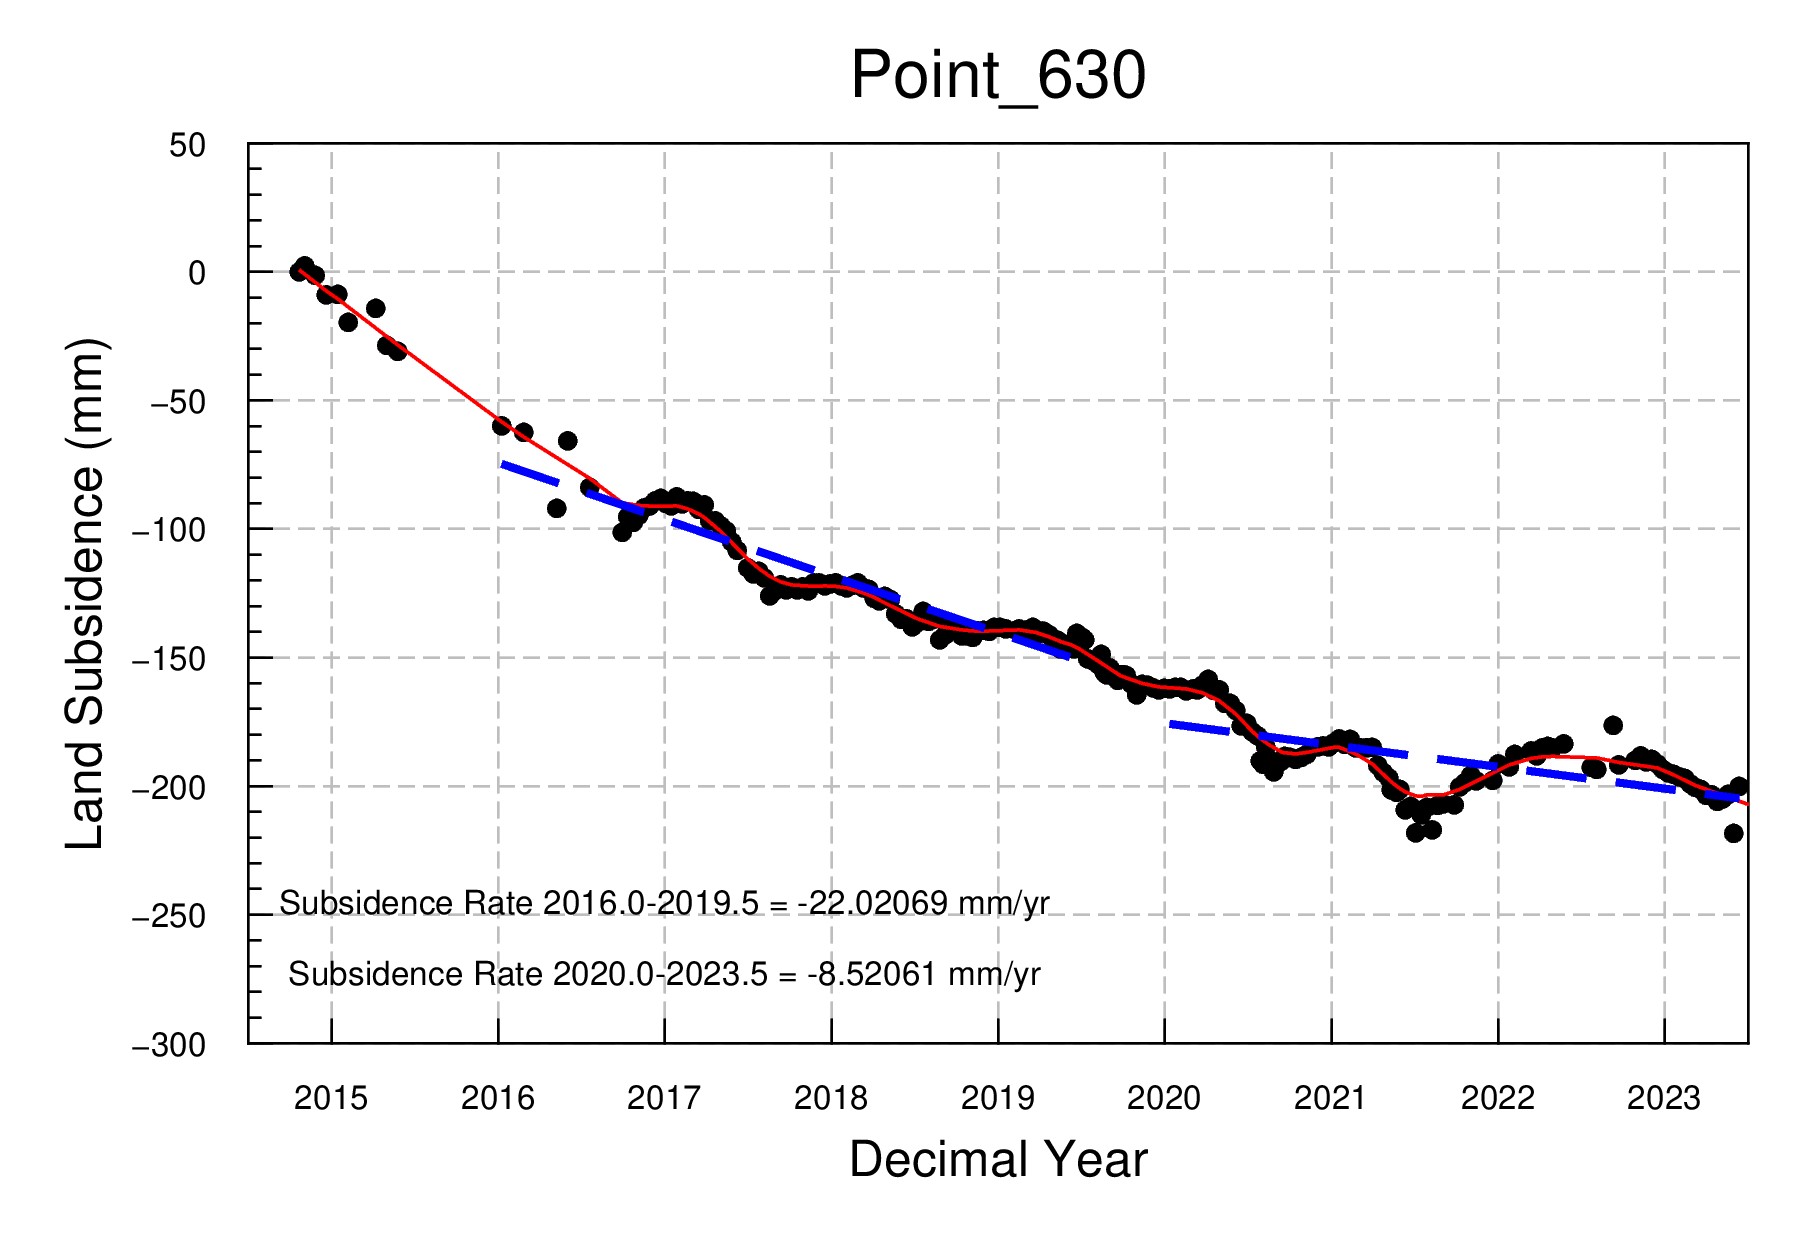 Point_630
50
0
−50
−100
−150
−200
−250
−300
Land Subsidence (mm)
Subsidence Rate 2016.0-2019.5 = -22.02069 mm/yr
Subsidence Rate 2020.0-2023.5 = -8.52061 mm/yr
2015 2016 2017 2018 2019 2020 2021 2022 2023
Decimal Year